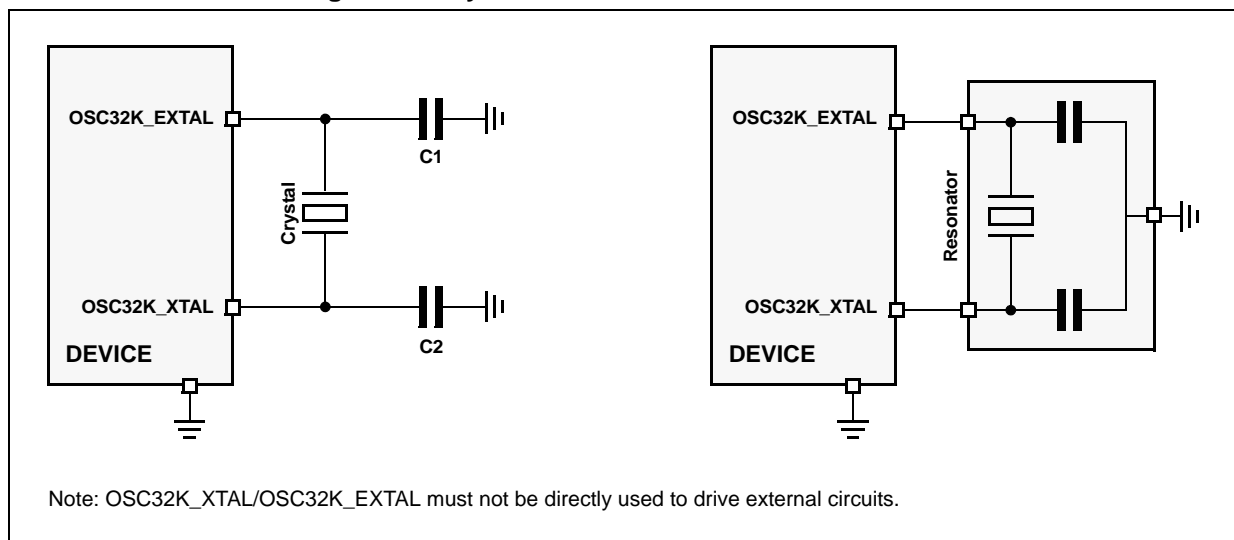 OSC32K_EXTAL
C1
Crystal
OSC32K_XTAL
C2
DEVICE
OSC32K_EXTAL
Resonator
OSC32K_XTAL
DEVICE
Note: OSC32K_XTAL/OSC32K_EXTAL must not be directly used to drive external circuits.